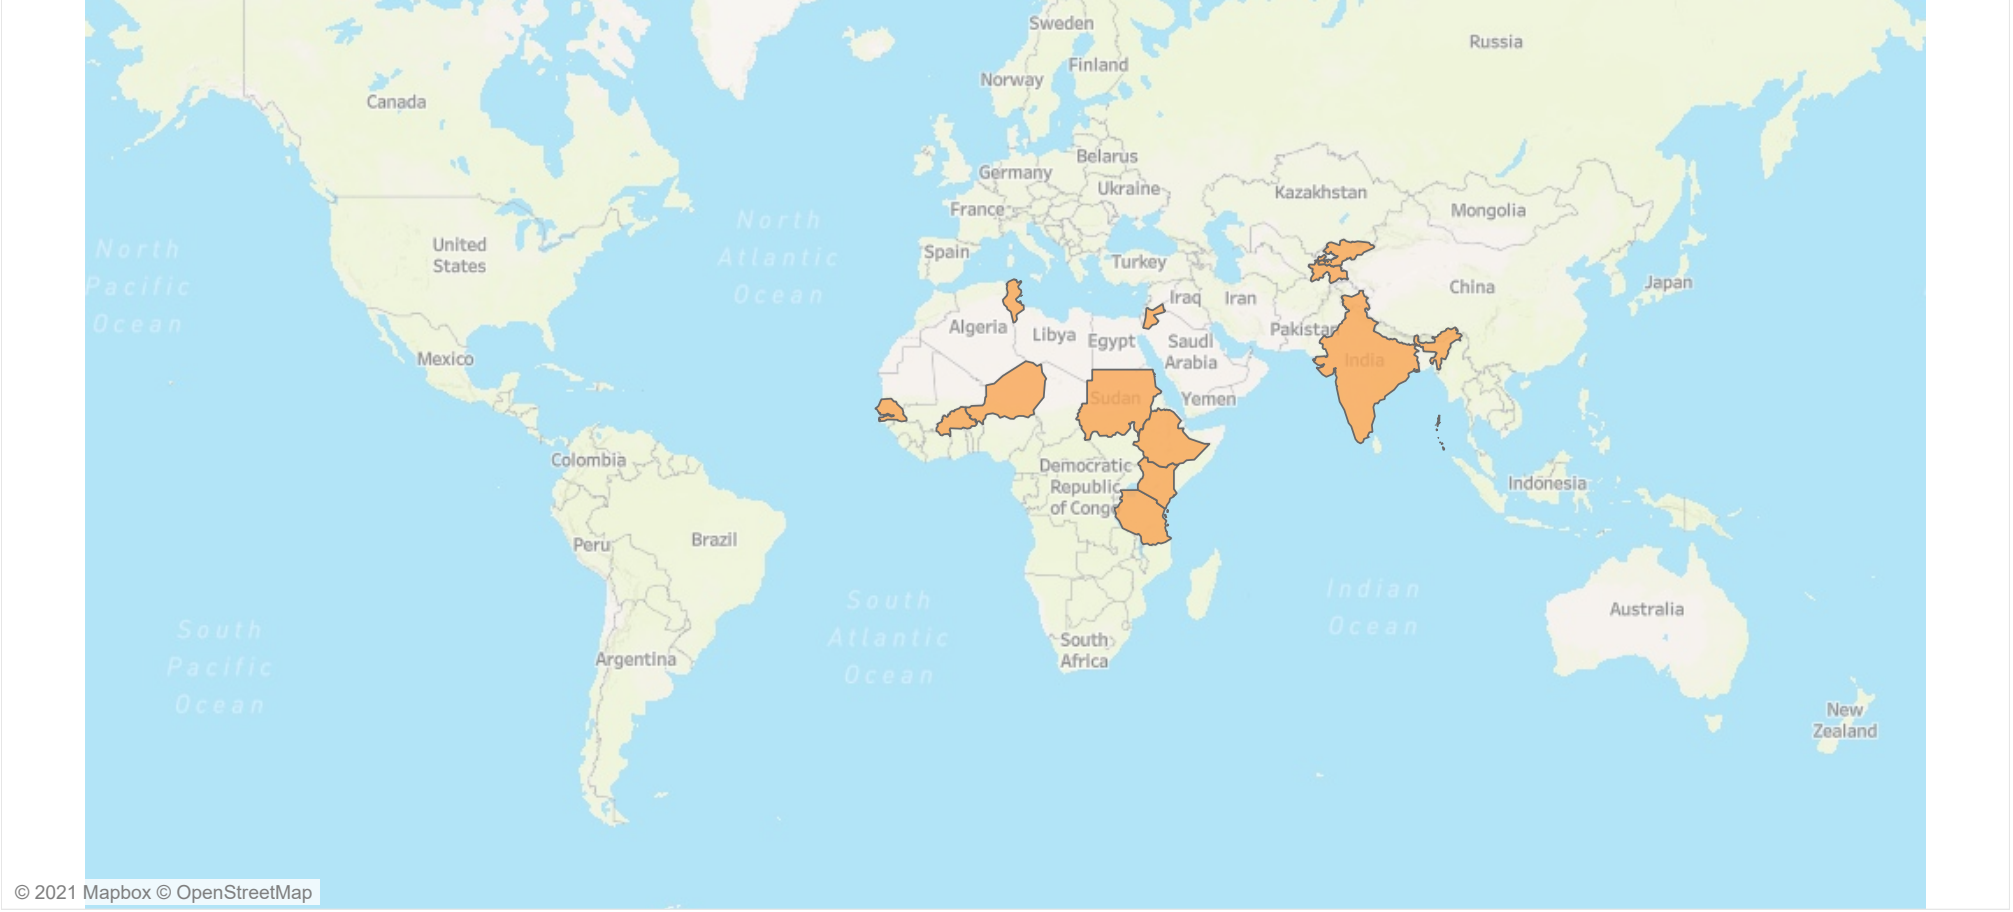 Sweden
Russia
Finland
Norway
Canada
Belarus
Germany
Ukraine
Kazakhstan
France
Mongolia
North
Atlantic
Ocean
North
Pacific
Ocean
United
States
Spain
Turkey
China
Japan
Iraq
Iran
Algeria
Libya
Egypt
Pakistan
Saudi
Arabia
Mexico
India
Sudan
Yemen
Colombia
Democratic
Republic
of Congo
Indonesia
Peru
Brazil
South
Atlantic
Ocean
Indian
Ocean
Australia
South
Pacific
Ocean
South
Africa
Argentina
New
Zealand
© 2021 Mapbox © OpenStreetMap